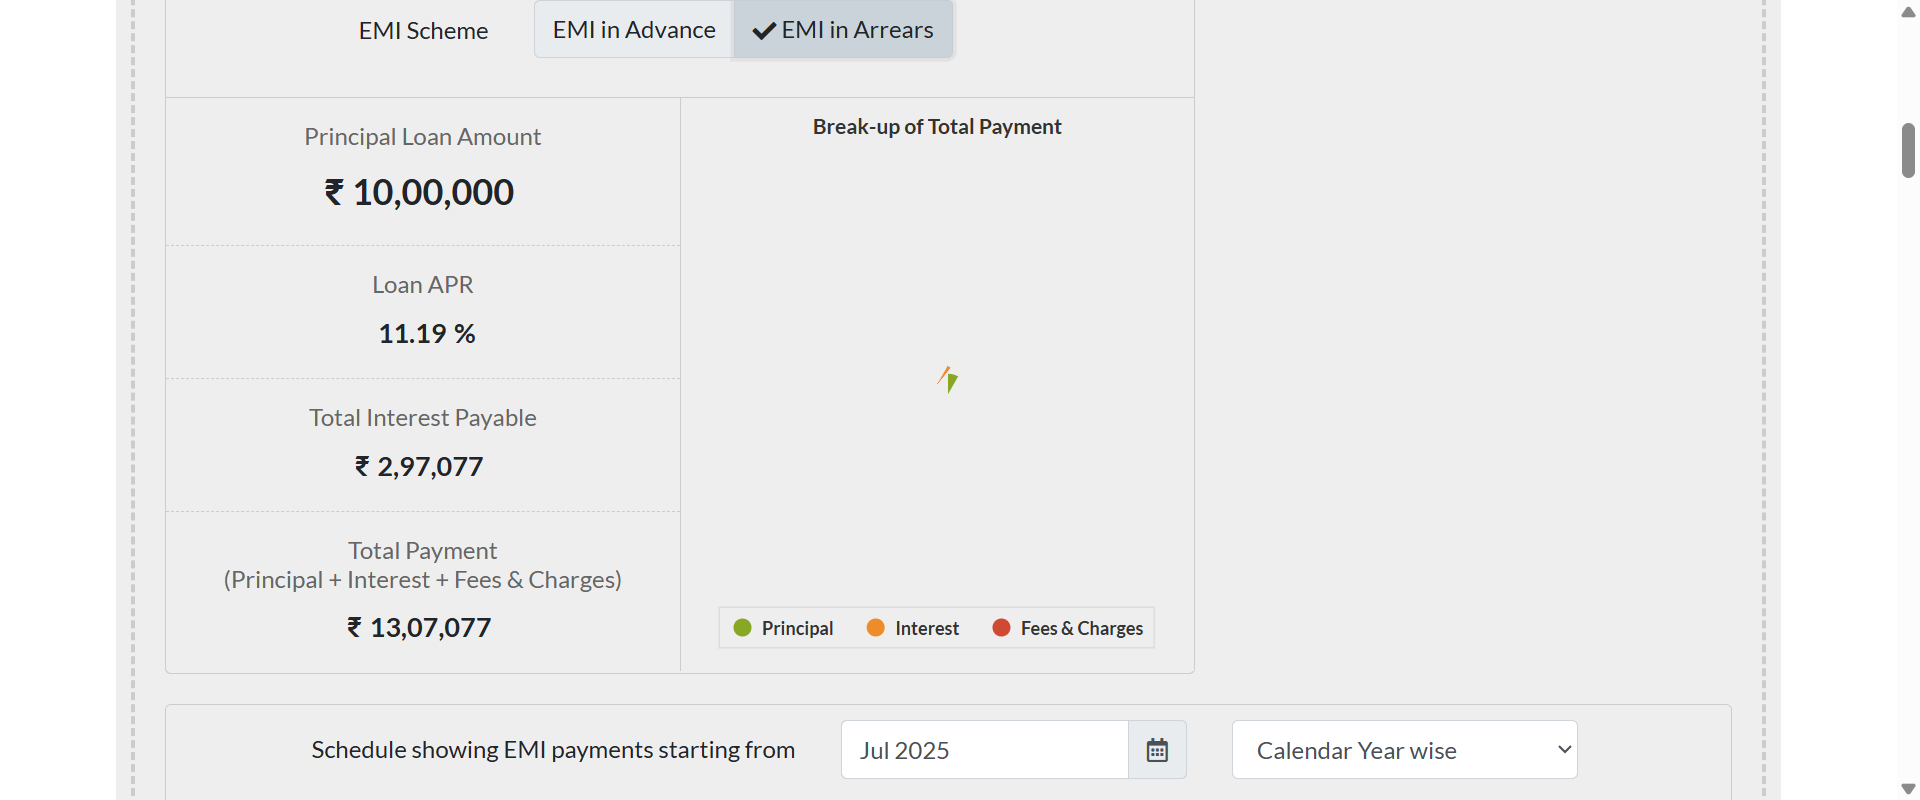 EMI Scheme
EMI in Advance
EMI in Arrears
Principal Loan Amount
₹ 10,00,000
Loan APR
11.19 %
Total Interest Payable
₹ 2,97,077
Total Payment
(Principal + Interest + Fees & Charges)
₹ 13,07,077
Break-up of Total Payment
Principal
Interest
Fees & Charges
Schedule showing EMI payments starting from
Jul 2025
Calendar Year wise